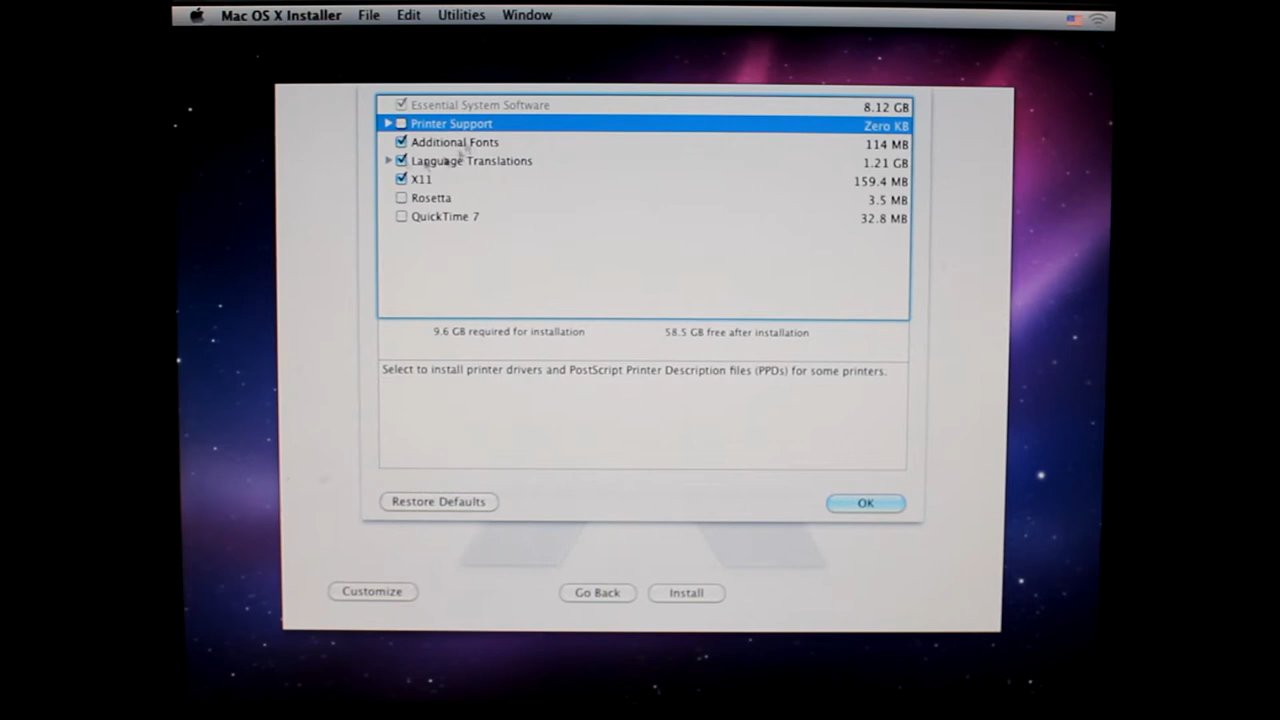 Mac OS X Installer File Edit Utilities Window
Essential System Software 8.12 GB
Printer Support Zero KB
Additional Fonts 114 MB
Language Translations 1.21 GB
X11 159.4 MB
Rosetta 3.5 MB
QuickTime 7 32.8 MB
9.6 GB required for installation 58.5 GB free after installation
Select to install printer drivers and PostScript Printer Description files (PPDs) for some printers.
Restore Defaults OK
Customize Go Back Install